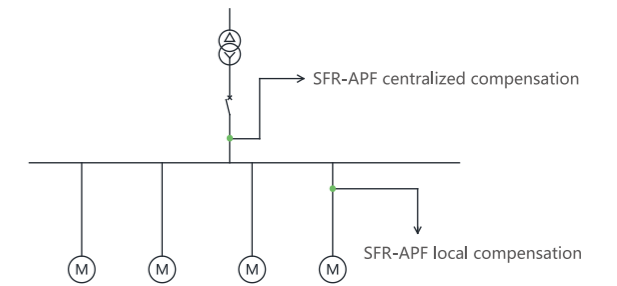 SFR-APF centralized compensation
SFR-APF local compensation
M M M M